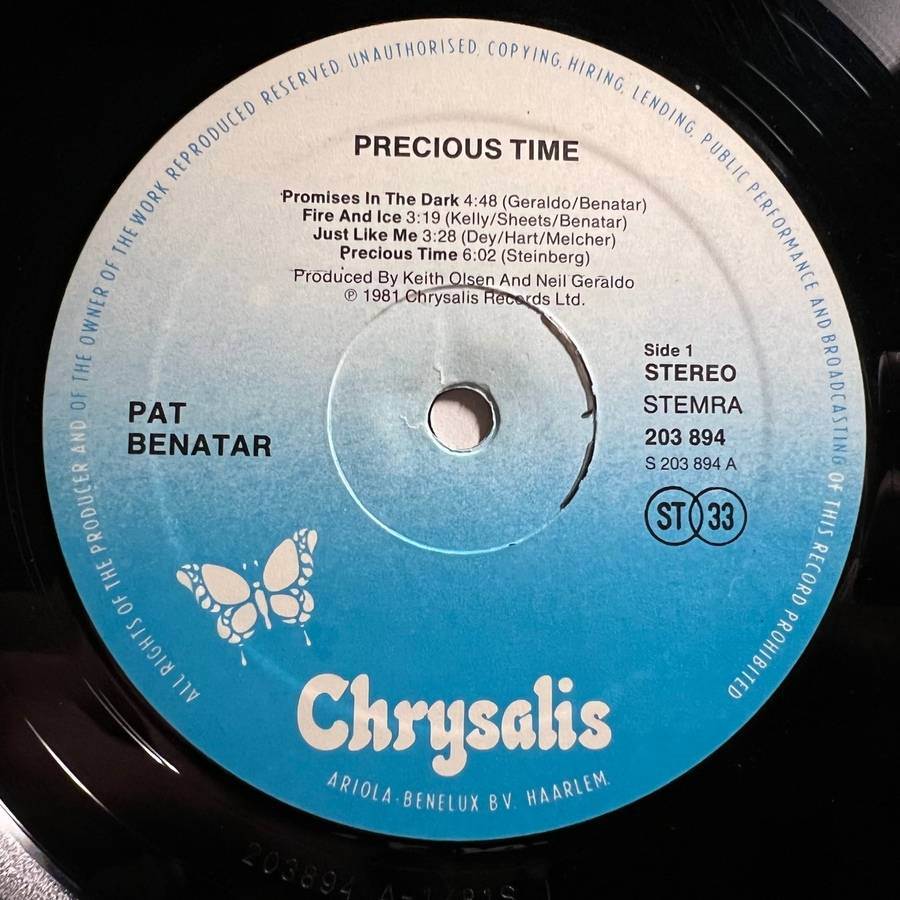 ALL RIGHTS OF THE PRODUCER AND OF THE OWNER OF THE WORK REPRODUCED RESERVED. UNAUTHORISED, COPYING, HIRING, LENDING, PUBLIC PERFORMANCE AND BROADCASTING OF THIS RECORD PROHIBITED
PRECIOUS TIME
Promises In The Dark 4:48 (Geraldo/Benatar)
Fire And Ice 3:19 (Kelly/Sheets/Benatar)
Just Like Me 3:28 (Dey/Hart/Melcher)
Precious Time 6:02 (Steinberg)
Produced By Keith Olsen And Neil Geraldo
℗ 1981 Chrysalis Records Ltd.
Side 1
STEREO
STEMRA
203 894
S 203 894 A
ST 33
PAT
BENATAR
Chrysalis
ARIOLA-BENELUX BV. HAARLEM.
203894